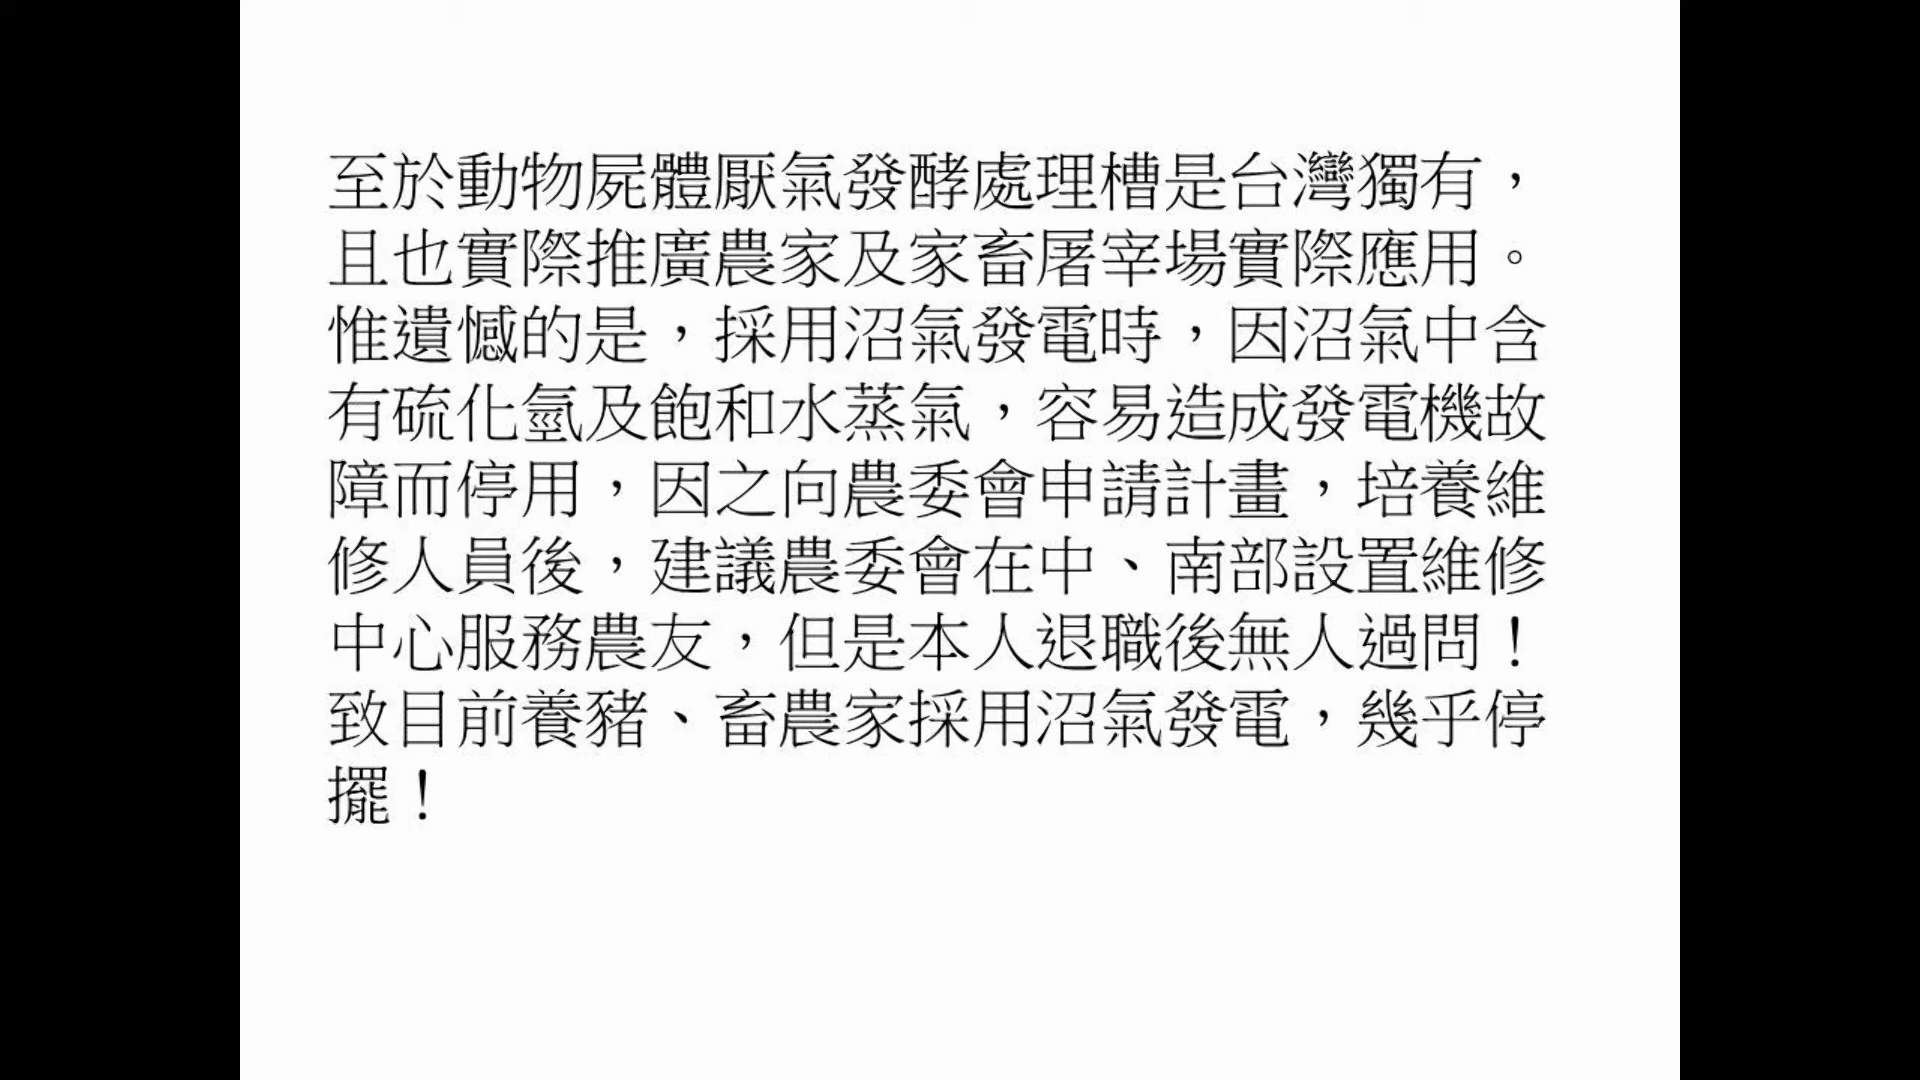 至於動物屍體厭氣發酵處理槽是台灣獨有，
且也實際推廣農家及家畜屠宰場實際應用。
惟遺憾的是，採用沼氣發電時，因沼氣中含
有硫化氫及飽和水蒸氣，容易造成發電機故
障而停用，因之向農委會申請計畫，培養維
修人員後，建議農委會在中、南部設置維修
中心服務農友，但是本人退職後無人過問！
致目前養豬、畜農家採用沼氣發電，幾乎停
擺！